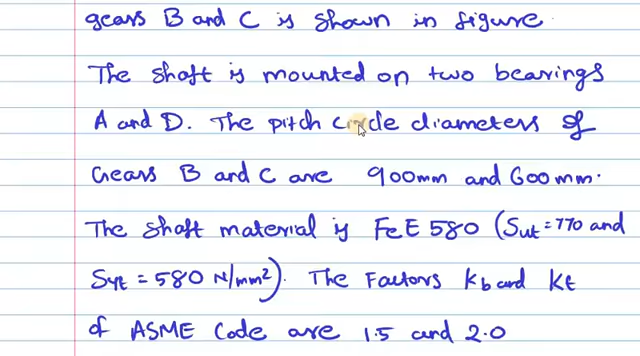 gears B and C is shown in figure.
The shaft is mounted on two bearings
A and D. The pitch circle diameters of
Gears B and C are 900mm and 600mm.
The shaft material is FeE 580 (Sut = 770 and
Syt = 580 N/mm²). The Factors Kb and Kt
of ASME Code are 1.5 and 2.0